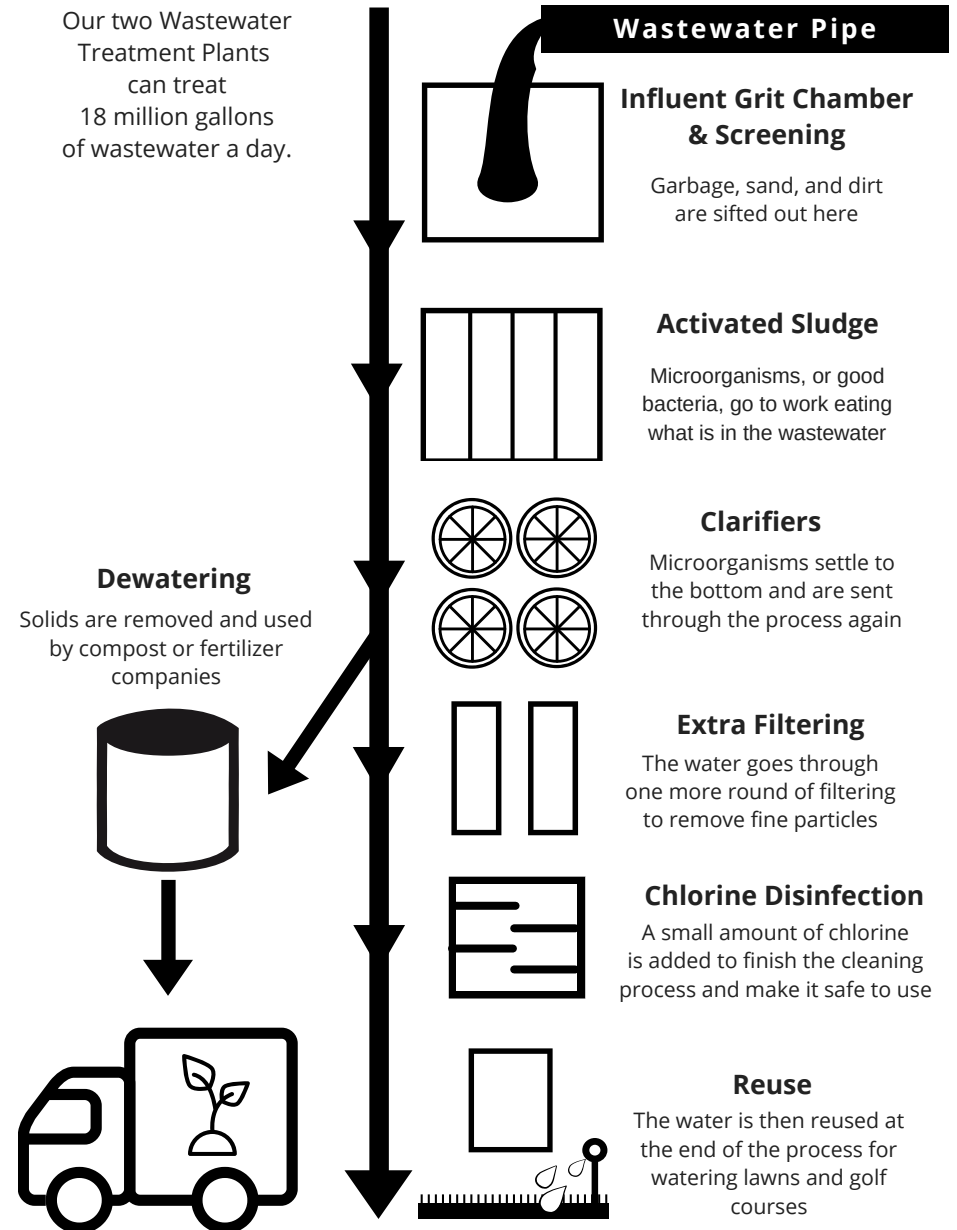 Our two Wastewater
Treatment Plants
can treat
18 million gallons
of wastewater a day.
Wastewater Pipe
Influent Grit Chamber
& Screening
Garbage, sand, and dirt
are sifted out here
Activated Sludge
Microorganisms, or good
bacteria, go to work eating
what is in the wastewater
Clarifiers
Microorganisms settle to
the bottom and are sent
through the process again
Dewatering
Solids are removed and used
by compost or fertilizer
companies
Extra Filtering
The water goes through
one more round of filtering
to remove fine particles
Chlorine Disinfection
A small amount of chlorine
is added to finish the cleaning
process and make it safe to use
Reuse
The water is then reused at
the end of the process for
watering lawns and golf
courses